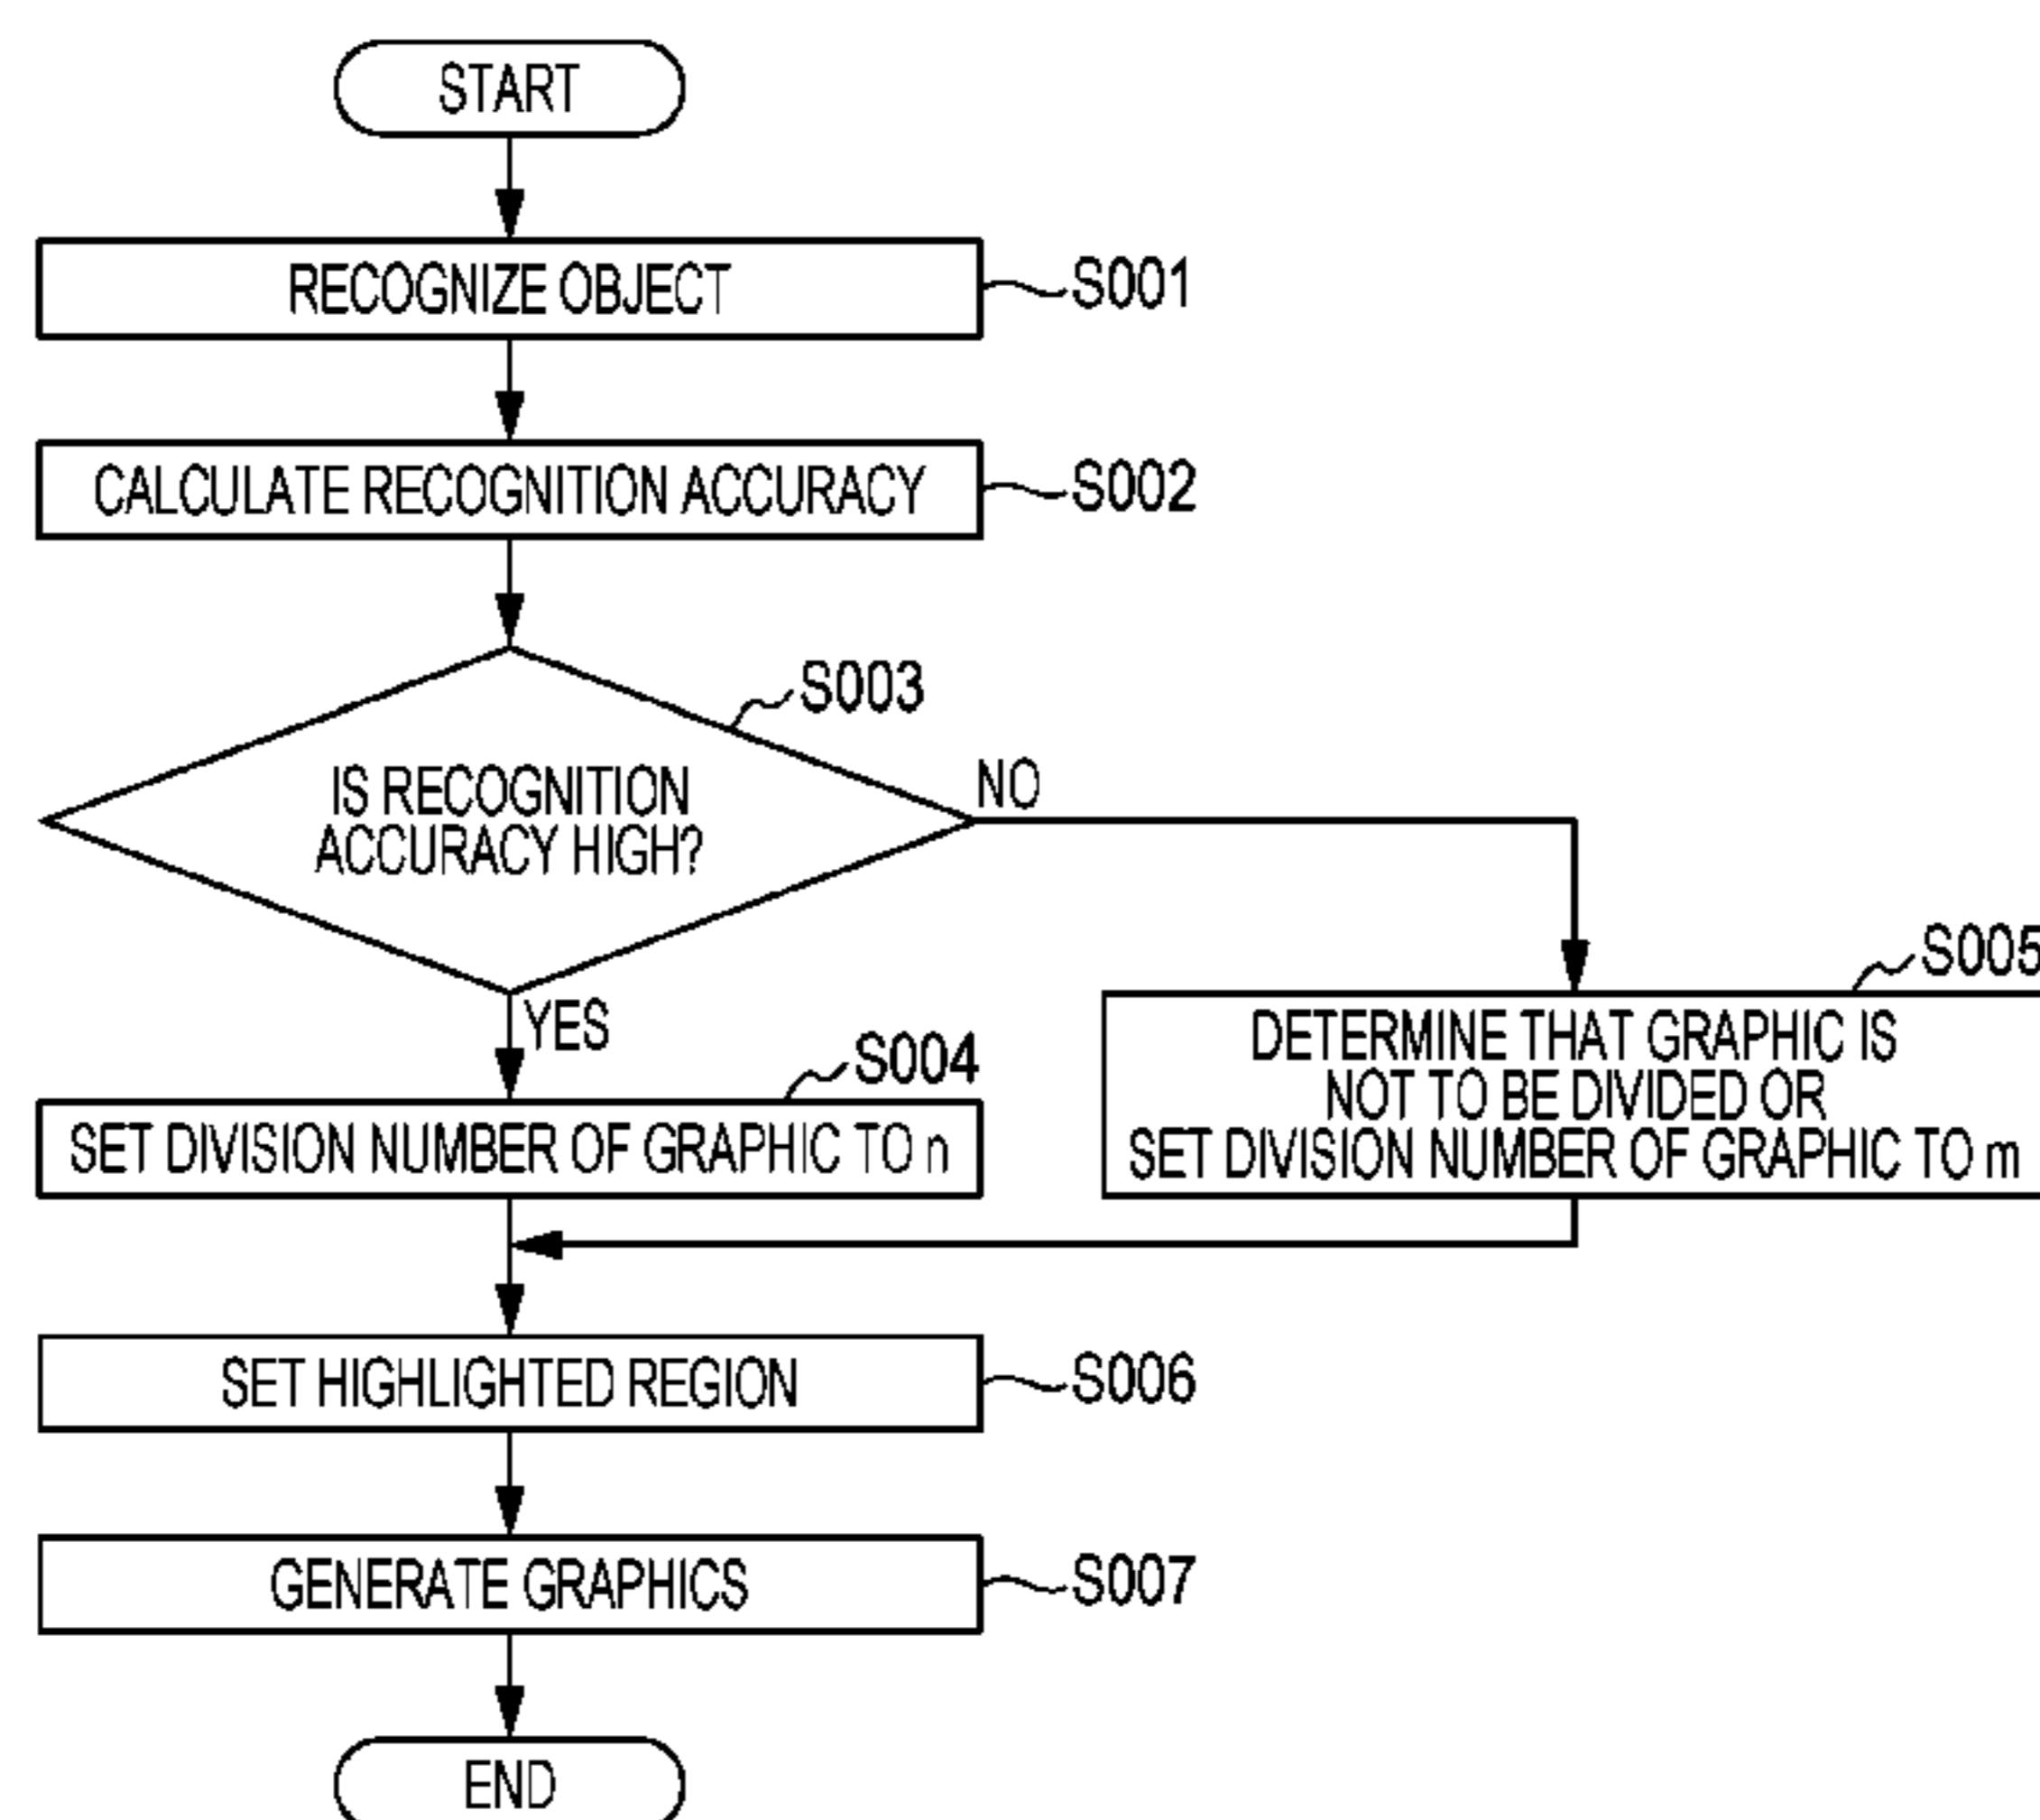 START
RECOGNIZE OBJECT
S001
CALCULATE RECOGNITION ACCURACY
S002
S003
IS RECOGNITION
ACCURACY HIGH?
NO
YES
S004
SET DIVISION NUMBER OF GRAPHIC TO n
S005
DETERMINE THAT GRAPHIC IS
NOT TO BE DIVIDED OR
SET DIVISION NUMBER OF GRAPHIC TO m
SET HIGHLIGHTED REGION
S006
GENERATE GRAPHICS
S007
END